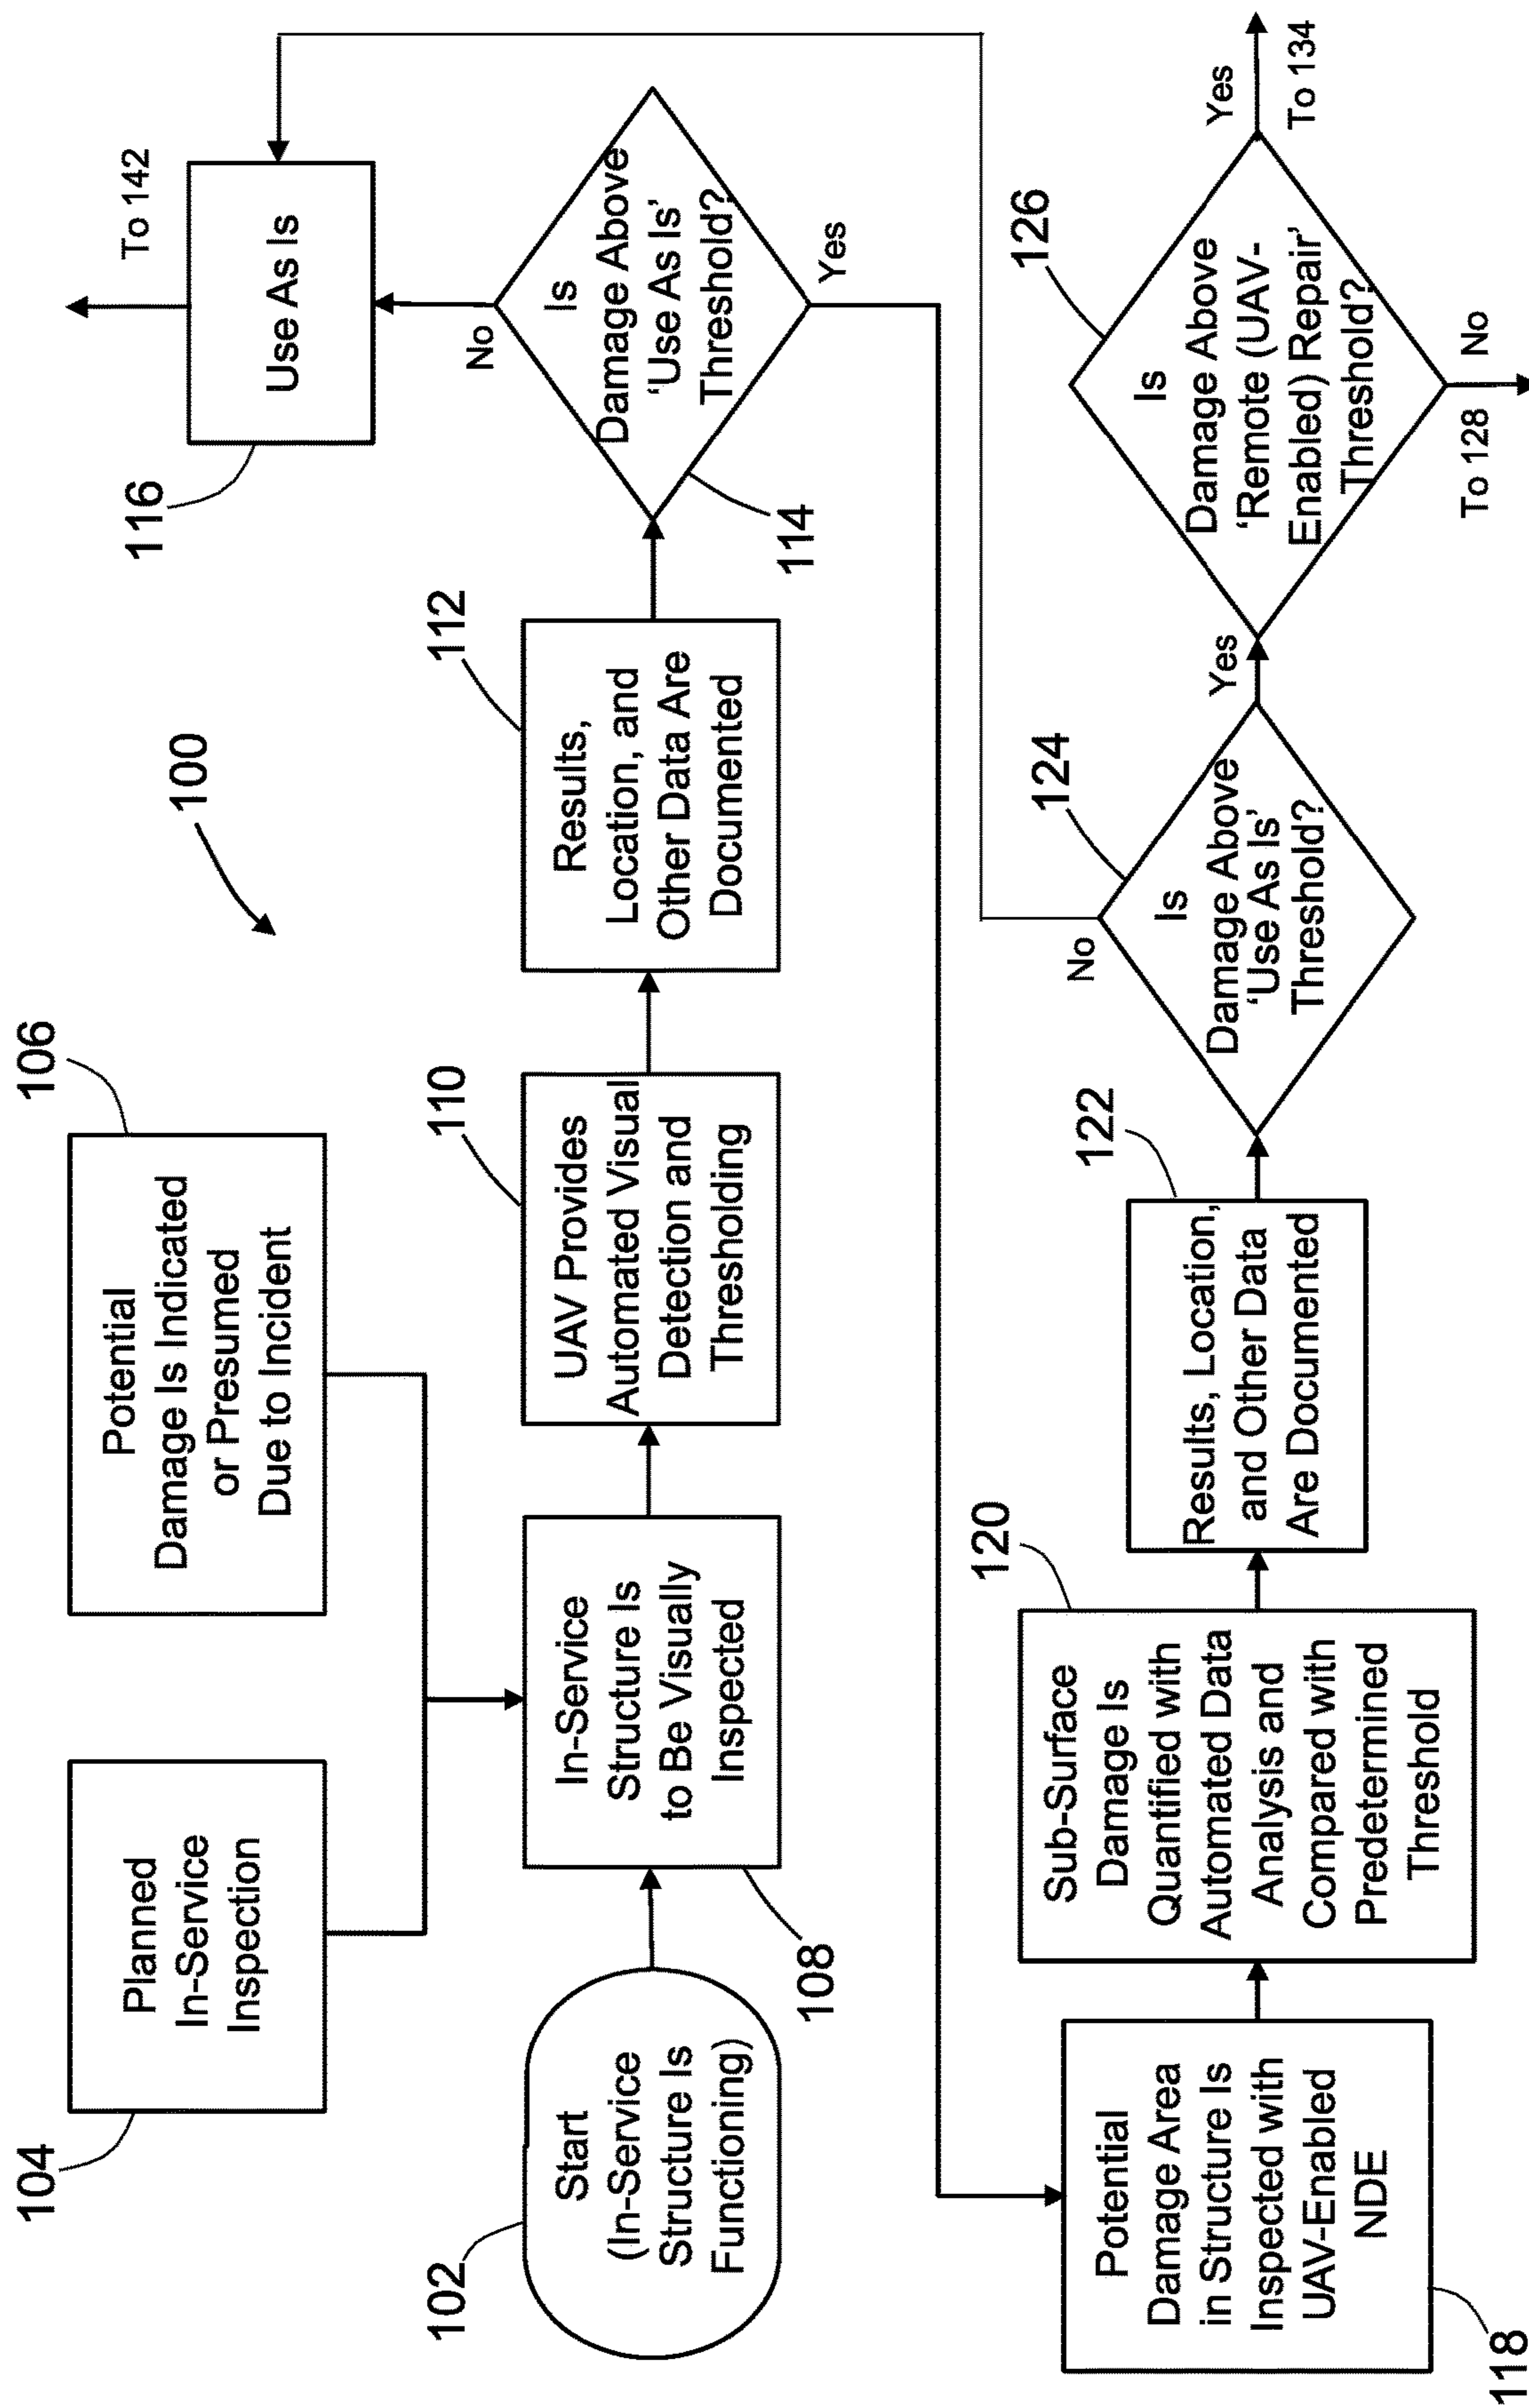 100
104
Planned
In-Service
Inspection
106
Potential
Damage Is Indicated
or Presumed
Due to Incident
116
Use As Is
To 142
102
Start
(In-Service
Structure Is
Functioning)
108
In-Service
Structure Is
to Be Visually
Inspected
110
UAV Provides
Automated Visual
Detection and
Thresholding
112
Results,
Location, and
Other Data Are
Documented
114
Is
Damage Above
‘Use As Is’
Threshold?
No
Yes
118
Potential
Damage Area
in Structure Is
Inspected with
UAV-Enabled
NDE
120
Sub-Surface
Damage Is
Quantified with
Automated Data
Analysis and
Compared with
Predetermined
Threshold
122
Results, Location,
and Other Data
Are Documented
124
Is
Damage Above
‘Use As Is’
Threshold?
No
Yes
126
Is
Damage Above
‘Remote (UAV-
Enabled) Repair’
Threshold?
Yes
To 134
No
To 128